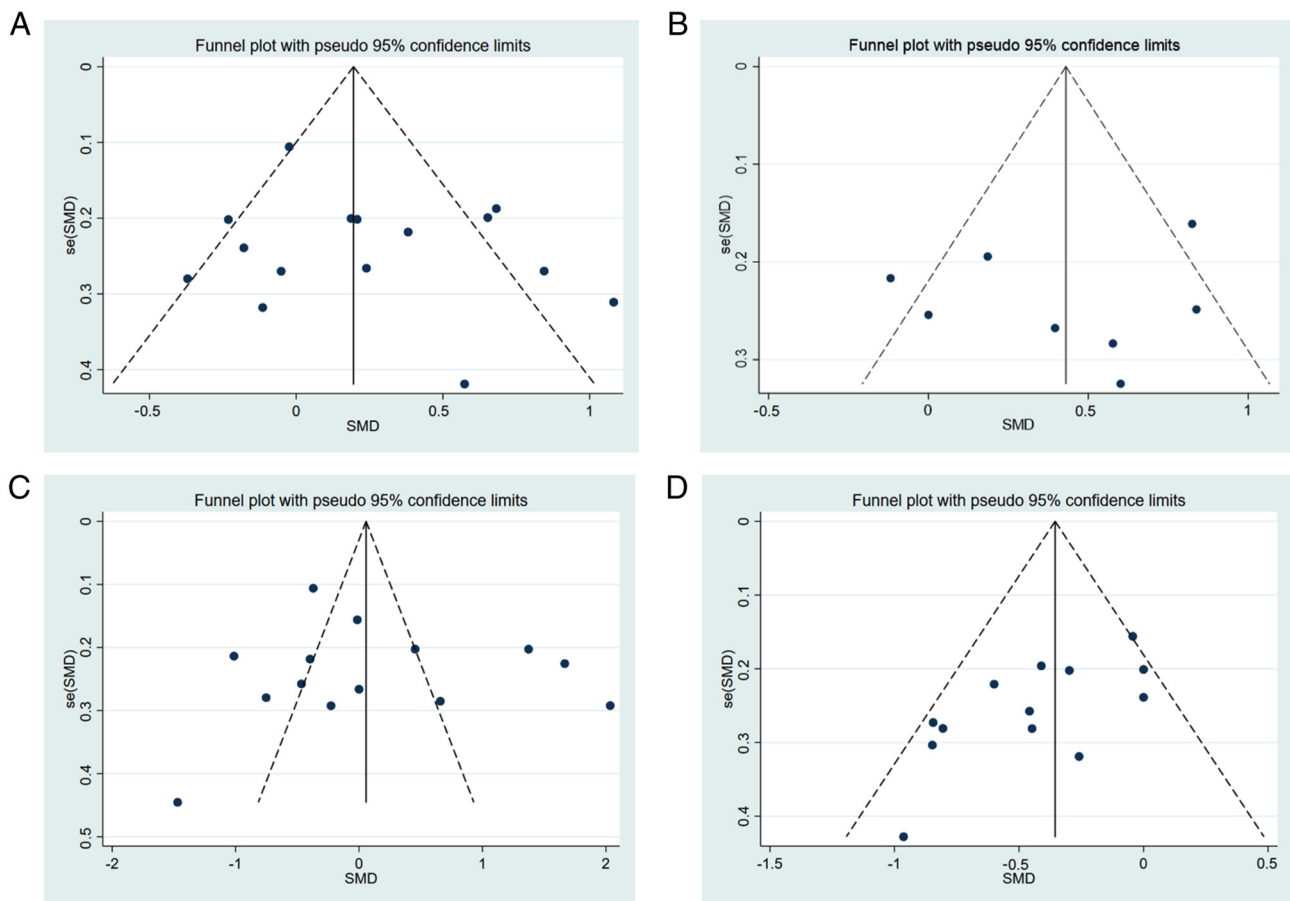 A
Funnel plot with pseudo 95% confidence limits
se(SMD)
0
0.1
0.2
0.3
0.4
-0.5
0
0.5
1
SMD
B
Funnel plot with pseudo 95% confidence limits
se(SMD)
0
0.1
0.2
0.3
-0.5
0
0.5
1
SMD
C
Funnel plot with pseudo 95% confidence limits
se(SMD)
0
0.1
0.2
0.3
0.4
0.5
-2
-1
0
1
2
SMD
D
Funnel plot with pseudo 95% confidence limits
se(SMD)
0
0.1
0.2
0.3
0.4
-1.5
-1
-0.5
0
0.5
SMD